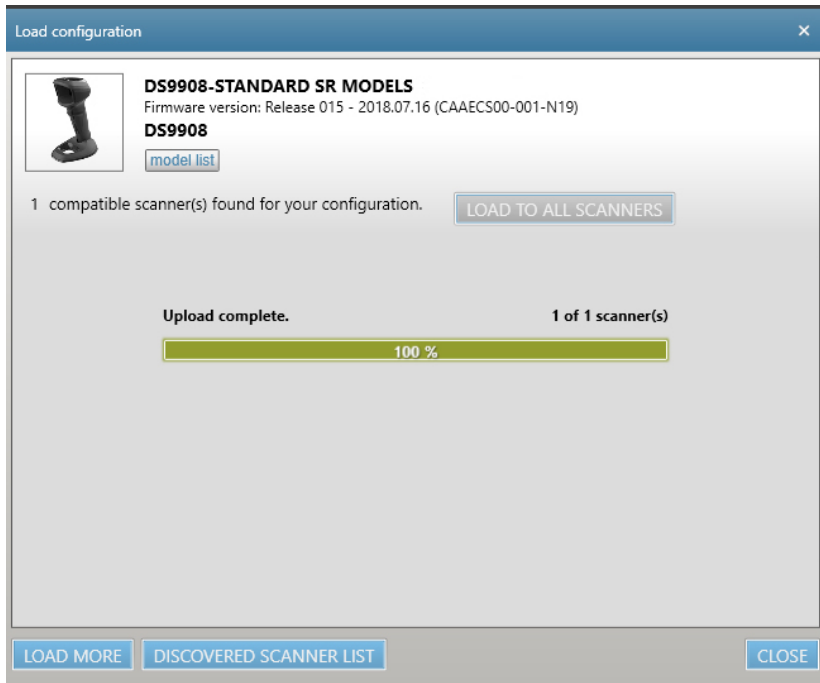 Load configuration
DS9908-STANDARD SR MODELS
Firmware version: Release 015 - 2018.07.16 (CAAECS00-001-N19)
DS9908
model list
1 compatible scanner(s) found for your configuration.
LOAD TO ALL SCANNERS
Upload complete.
1 of 1 scanner(s)
100 %
LOAD MORE
DISCOVERED SCANNER LIST
CLOSE